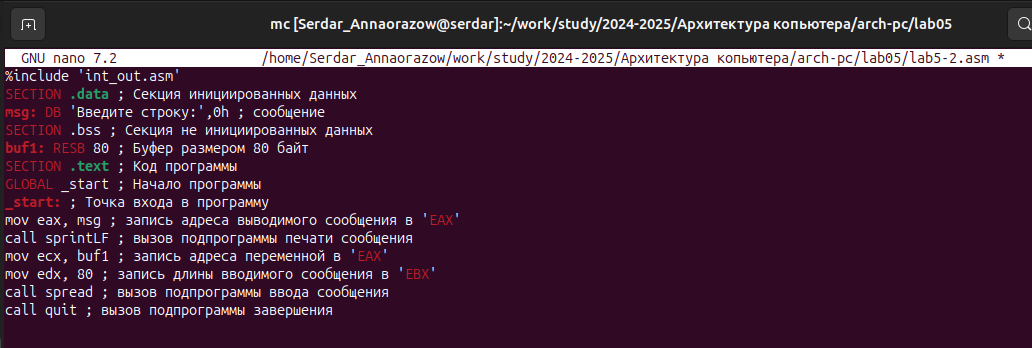 mc [Serdar_Annaorazow@serdar]:~/work/study/2024-2025/Архитектура копьютера/arch-pc/lab05
GNU nano 7.2 /home/Serdar_Annaorazow/work/study/2024-2025/Архитектура копьютера/arch-pc/lab05/lab5-2.asm *
%include 'int_out.asm'
SECTION .data ; Секция инициированных данных
msg: DB 'Введите строку:',0h ; сообщение
SECTION .bss ; Секция не инициированных данных
buf1: RESB 80 ; Буфер размером 80 байт
SECTION .text ; Код программы
GLOBAL _start ; Начало программы
_start: ; Точка входа в программу
mov eax, msg ; запись адреса выводимого сообщения в 'EAX'
call sprintLF ; вызов подпрограммы печати сообщения
mov ecx, buf1 ; запись адреса переменной в 'EAX'
mov edx, 80 ; запись длины вводимого сообщения в 'EBX'
call spread ; вызов подпрограммы ввода сообщения
call quit ; вызов подпрограммы завершения